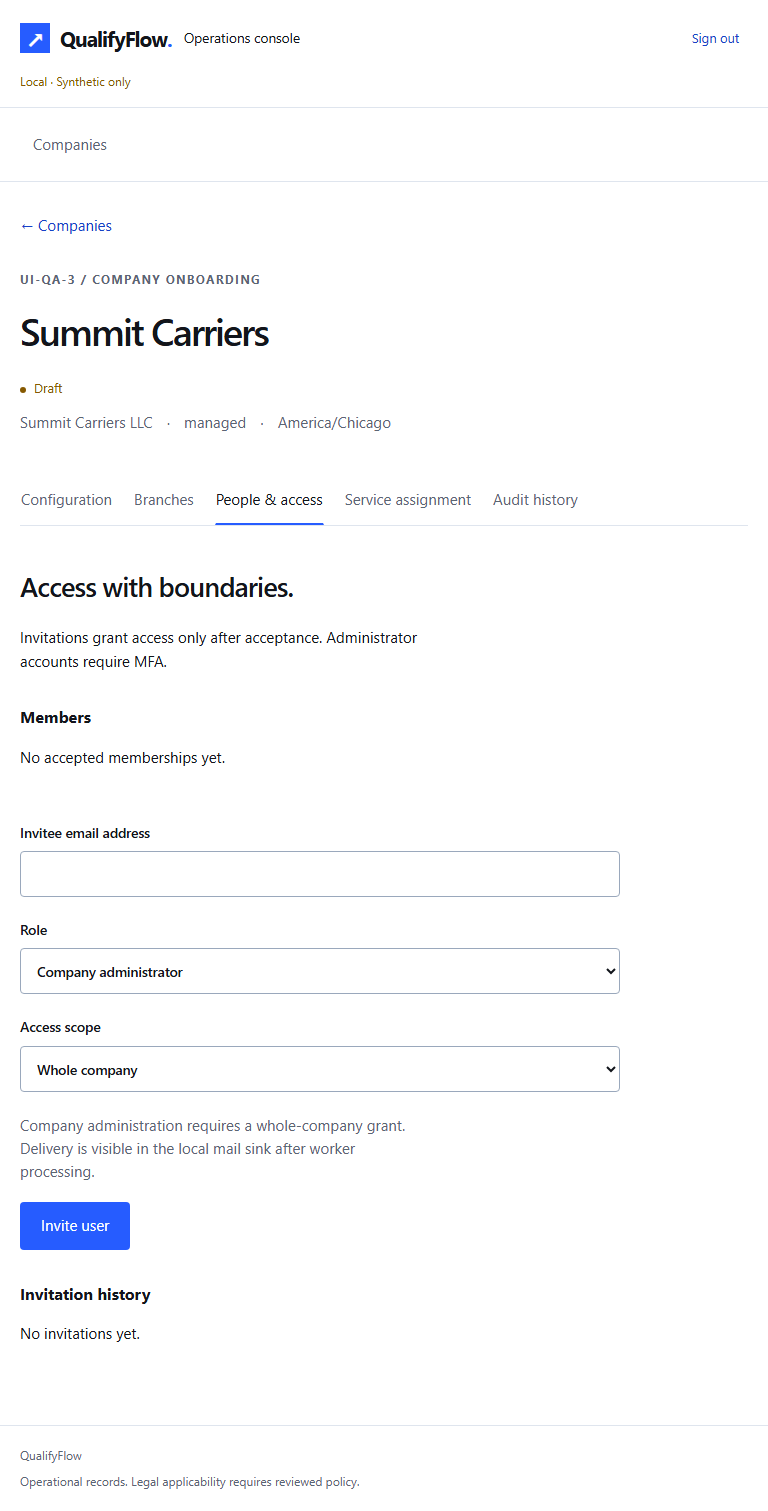 QualifyFlow. Operations console
Sign out
Local · Synthetic only
Companies
← Companies
UI-QA-3 / COMPANY ONBOARDING
Summit Carriers
Draft
Summit Carriers LLC · managed · America/Chicago
Configuration Branches People & access Service assignment Audit history
Access with boundaries.
Invitations grant access only after acceptance. Administrator
accounts require MFA.
Members
No accepted memberships yet.
Invitee email address
Role
Company administrator
Access scope
Whole company
Company administration requires a whole-company grant.
Delivery is visible in the local mail sink after worker
processing.
Invite user
Invitation history
No invitations yet.
QualifyFlow
Operational records. Legal applicability requires reviewed policy.